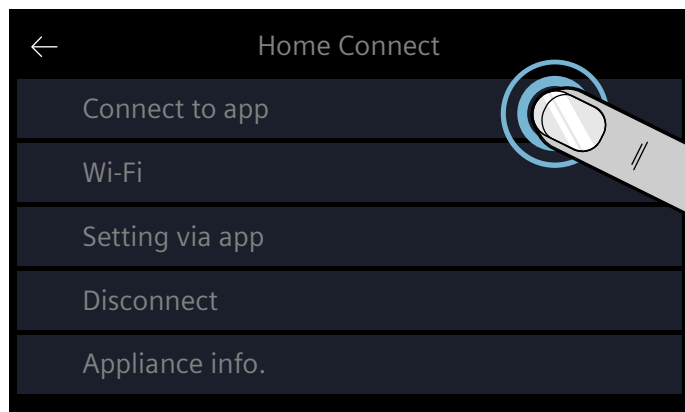 Home Connect
Connect to app
Wi-Fi
Setting via app
Disconnect
Appliance info.